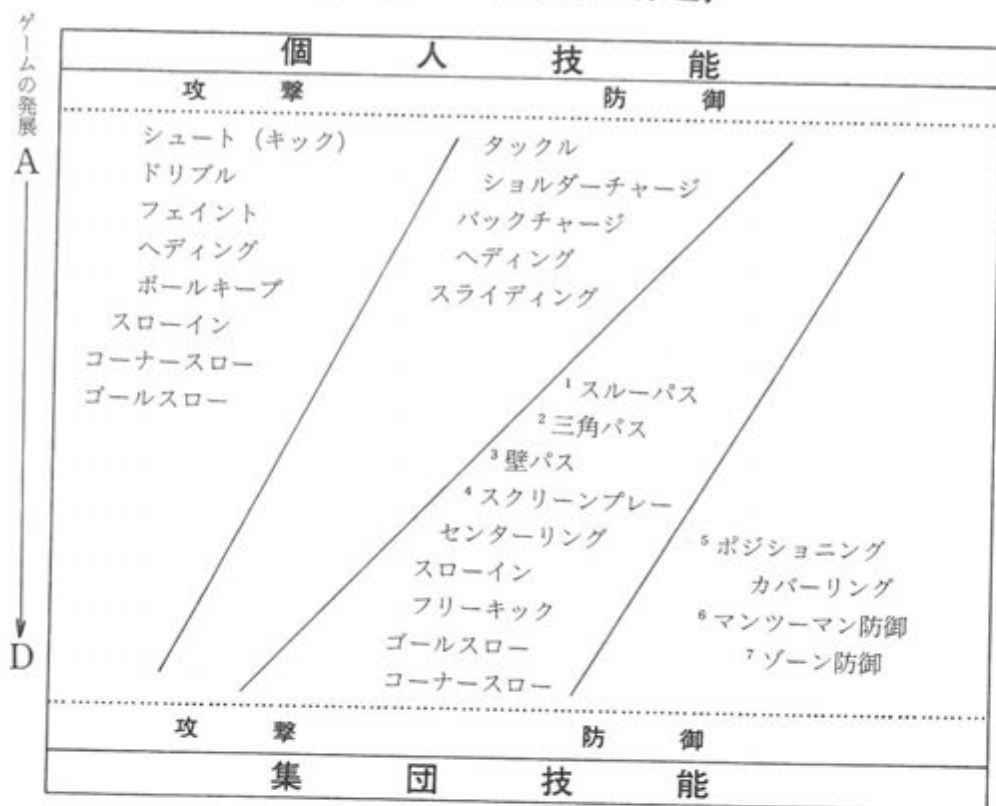 ゲームの発展
A
D
個人技能
攻撃 防御
シュート（キック）
ドリブル
フェイント
ヘディング
ボールキープ
スローイン
コーナースロー
ゴールスロー
タックル
ショルダーチャージ
バックチャージ
ヘディング
スライディング
1 スルーパス
2 三角パス
3 壁パス
4 スクリーンプレー
センターリング
スローイン
フリーキック
ゴールスロー
コーナースロー
5 ポジショニング
カバーリング
6 マンツーマン防御
7 ゾーン防御
攻撃 防御
集団技能